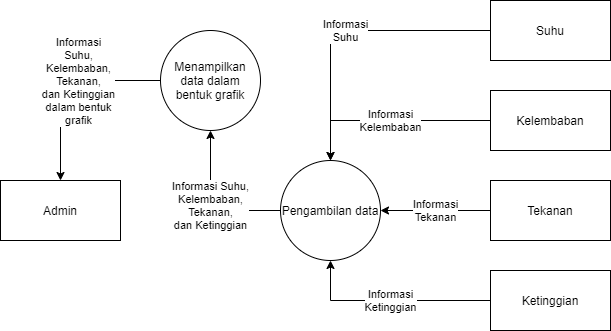 Informasi
Suhu
Suhu
Informasi
Suhu,
Kelembaban,
Tekanan,
dan Ketinggian
dalam bentuk
grafik
Menampilkan
data dalam
bentuk grafik
Informasi
Kelembaban
Kelembaban
Admin
Informasi Suhu,
Kelembaban,
Tekanan,
dan Ketinggian
Pengambilan data
Informasi
Tekanan
Tekanan
Informasi
Ketinggian
Ketinggian